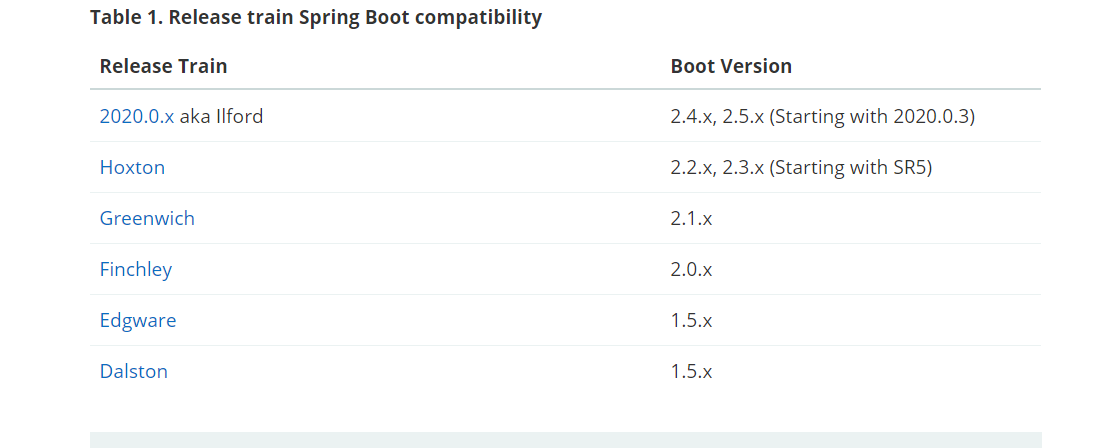 Table 1. Release train Spring Boot compatibility
Release Train Boot Version
2020.0.x aka Ilford 2.4.x, 2.5.x (Starting with 2020.0.3)
Hoxton 2.2.x, 2.3.x (Starting with SR5)
Greenwich 2.1.x
Finchley 2.0.x
Edgware 1.5.x
Dalston 1.5.x